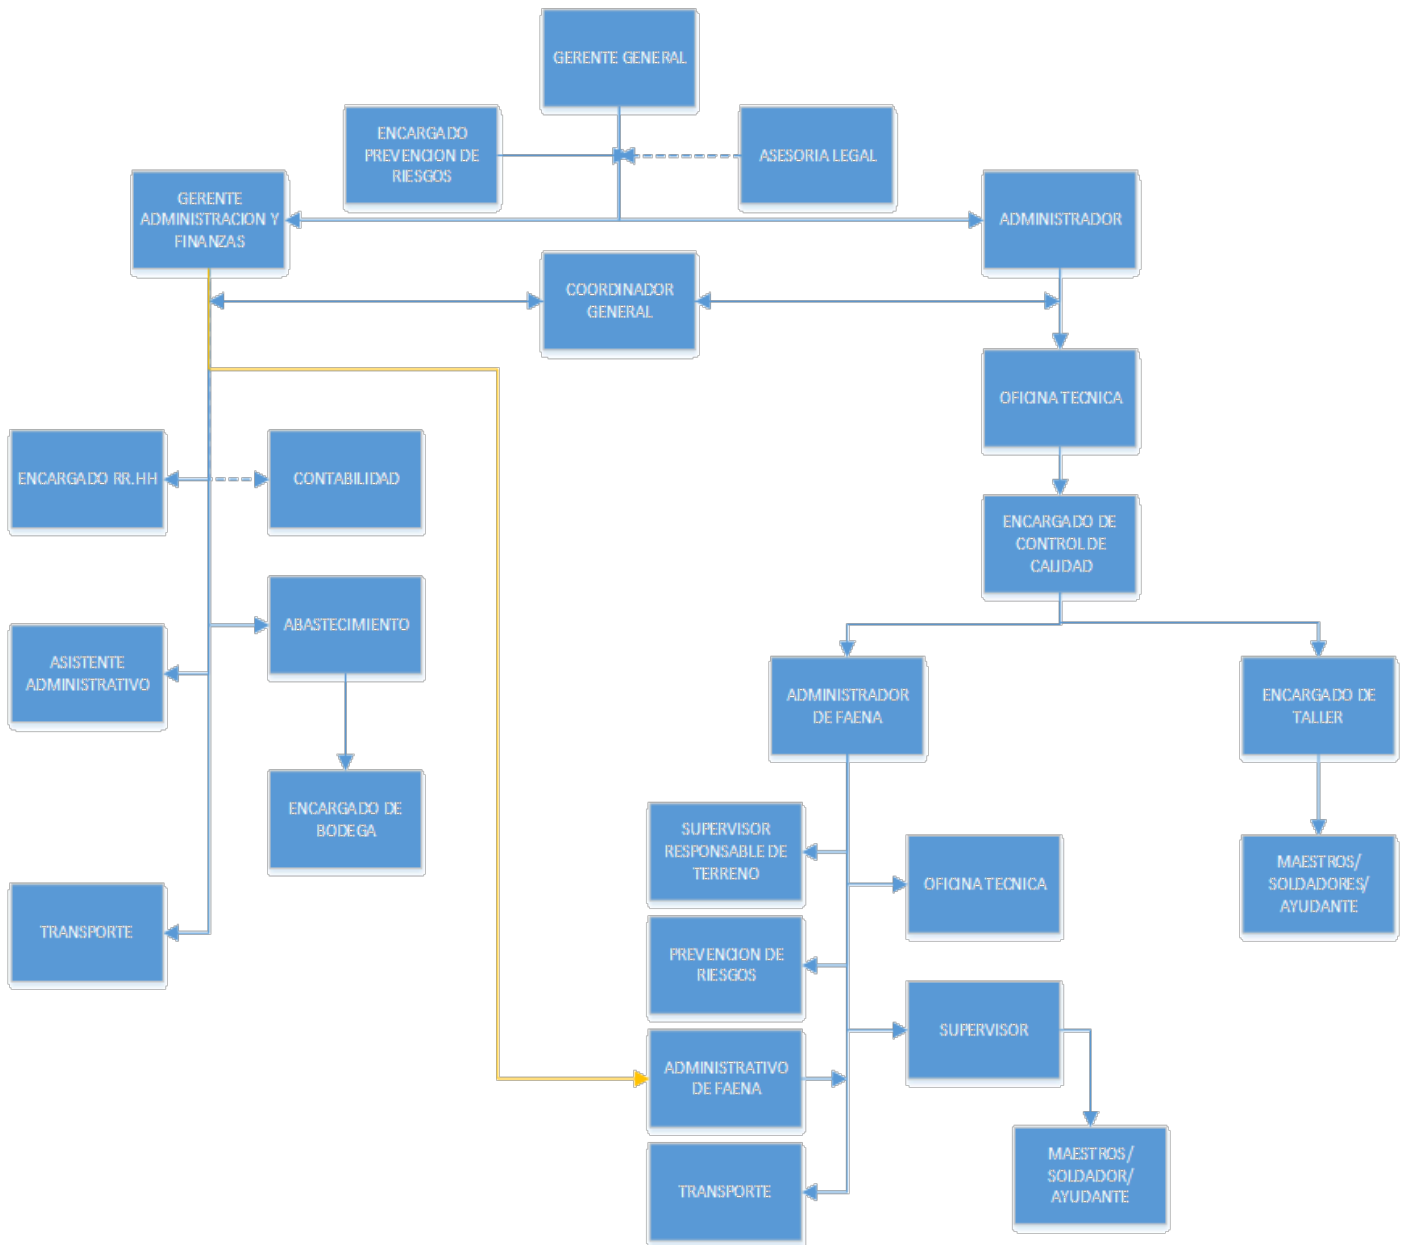 GERENTE GENERAL
ENCARGADO
PREVENCION DE
RIESGOS
ASESORIA LEGAL
GERENTE
ADMINISTRACION Y
FINANZAS
ADMINISTRADOR
COORDINADOR
GENERAL
OFICINA TECNICA
ENCARGADO RR.HH
CONTABILIDAD
ENCARGADO DE
CONTROL DE
CALIDAD
ABASTECIMIENTO
ASISTENTE
ADMINISTRATIVO
ADMINISTRADOR
DE FAENA
ENCARGADO DE
TALLER
ENCARGADO DE
BODEGA
SUPERVISOR
RESPONSABLE DE
TERRENO
OFICINA TECNICA
MAESTROS/
SOLDADORES/
AYUDANTE
TRANSPORTE
PREVENCION DE
RIESGOS
SUPERVISOR
ADMINISTRATIVO
DE FAENA
MAESTROS/
SOLDADOR/
AYUDANTE
TRANSPORTE